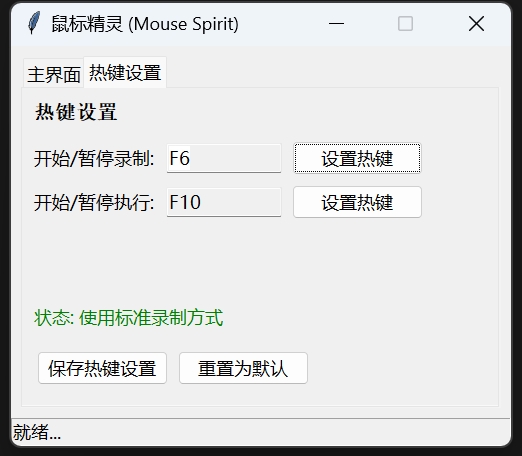 鼠标精灵 (Mouse Spirit)
主界面 热键设置
热键设置
开始/暂停录制: F6 设置热键
开始/暂停执行: F10 设置热键
状态: 使用标准录制方式
保存热键设置 重置为默认
就绪...